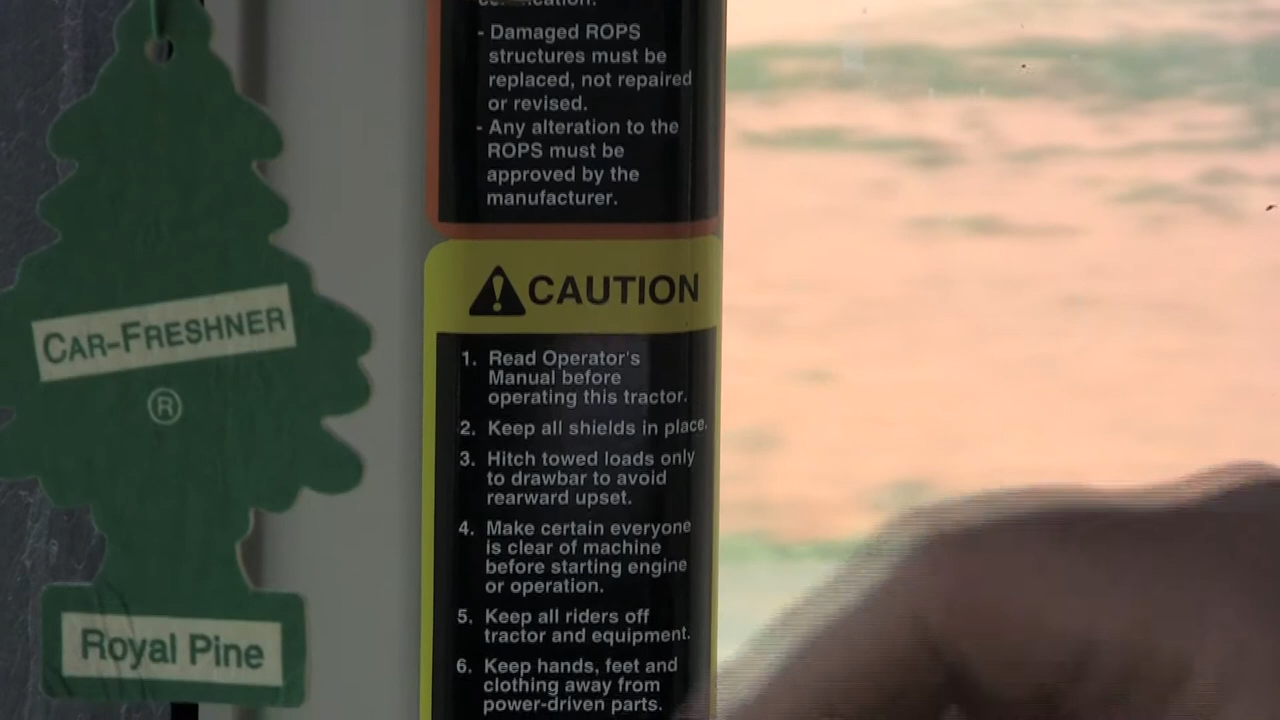 - Damaged ROPS
structures must be
replaced, not repaired
or revised.
- Any alteration to the
ROPS must be
approved by the
manufacturer.
CAUTION
1. Read Operator's
Manual before
operating this tractor.
2. Keep all shields in place.
3. Hitch towed loads only
to drawbar to avoid
rearward upset.
4. Make certain everyone
is clear of machine
before starting engine
or operation.
5. Keep all riders off
tractor and equipment.
6. Keep hands, feet and
clothing away from
power-driven parts.
CAR-FRESHNER
®
Royal Pine